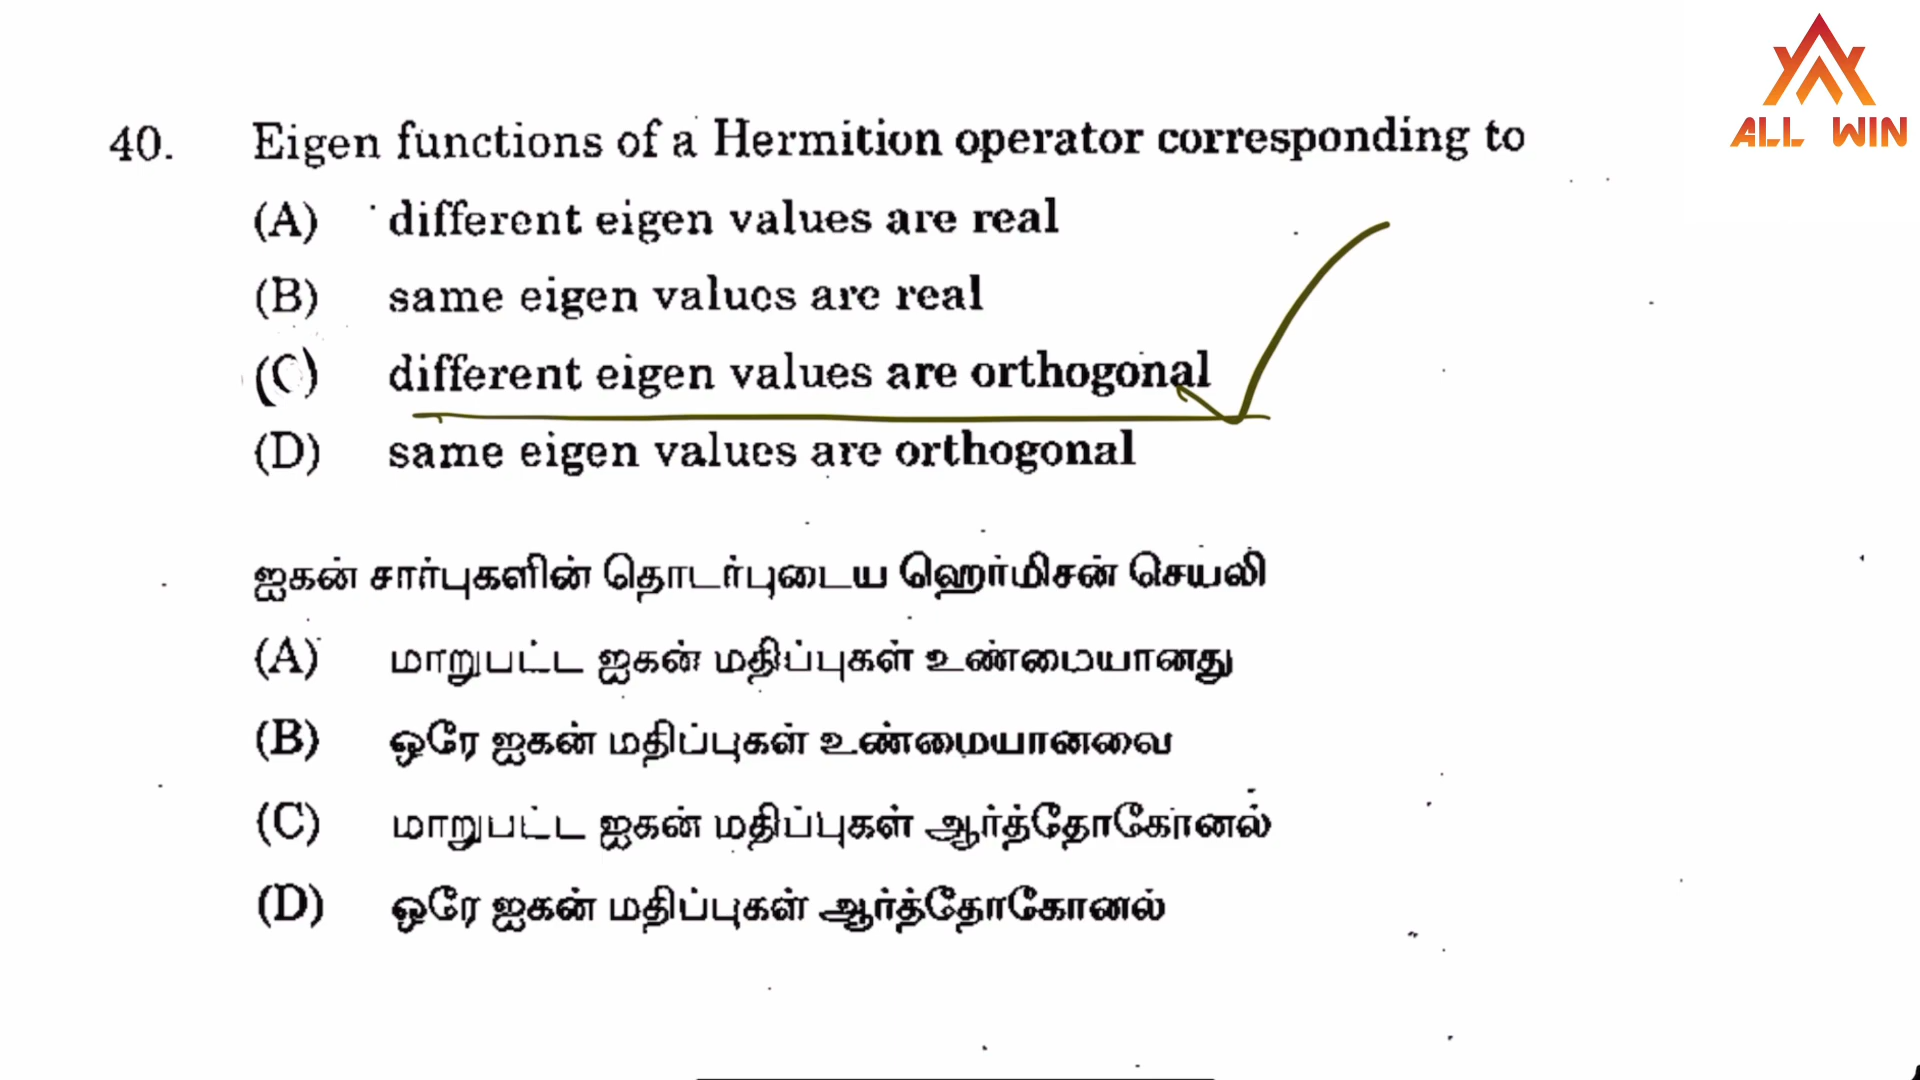 ALL WIN
40. Eigen functions of a Hermition operator corresponding to
(A) different eigen values are real
(B) same eigen values are real
(C) different eigen values are orthogonal
(D) same eigen values are orthogonal
ஐகன் சார்புகளின் தொடர்புடைய ஹெர்மிசன் செயலி
(A) மாறுபட்ட ஐகன் மதிப்புகள் உண்மையானது
(B) ஒரே ஐகன் மதிப்புகள் உண்மையானவை
(C) மாறுபட்ட ஐகன் மதிப்புகள் ஆர்த்தோகோனல்
(D) ஒரே ஐகன் மதிப்புகள் ஆர்த்தோகோனல்